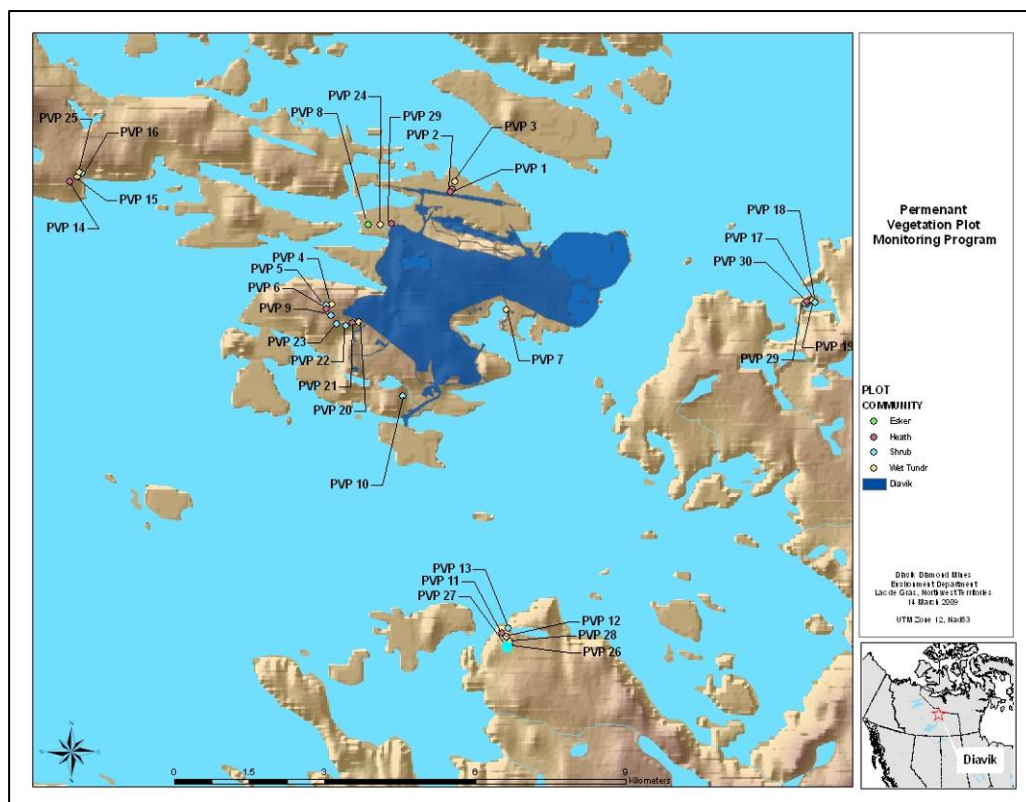 PVP 24
PVP 8
PVP 29
PVP 25
PVP 16
PVP 2
PVP 3
PVP 1
PVP 15
PVP 14
PVP 18
PVP 17
PVP 30
PVP 4
PVP 5
PVP 6
PVP 9
PVP 23
PVP 22
PVP 21
PVP 20
PVP 7
PVP 19
PVP 29
PVP 10
PVP 13
PVP 11
PVP 27
PVP 12
PVP 28
PVP 26
0 1.5 3 6 9
Kilometers
Permenant
Vegetation Plot
Monitoring Program
PLOT
COMMUNITY
Esker
Heath
Shrub
Wet Tundr
Diavik
Diavik Diamond Mines
Environment Department
Lac de Gras, Northwest Territories
14 March 2009
UTM Zone 12, Nad83
Diavik